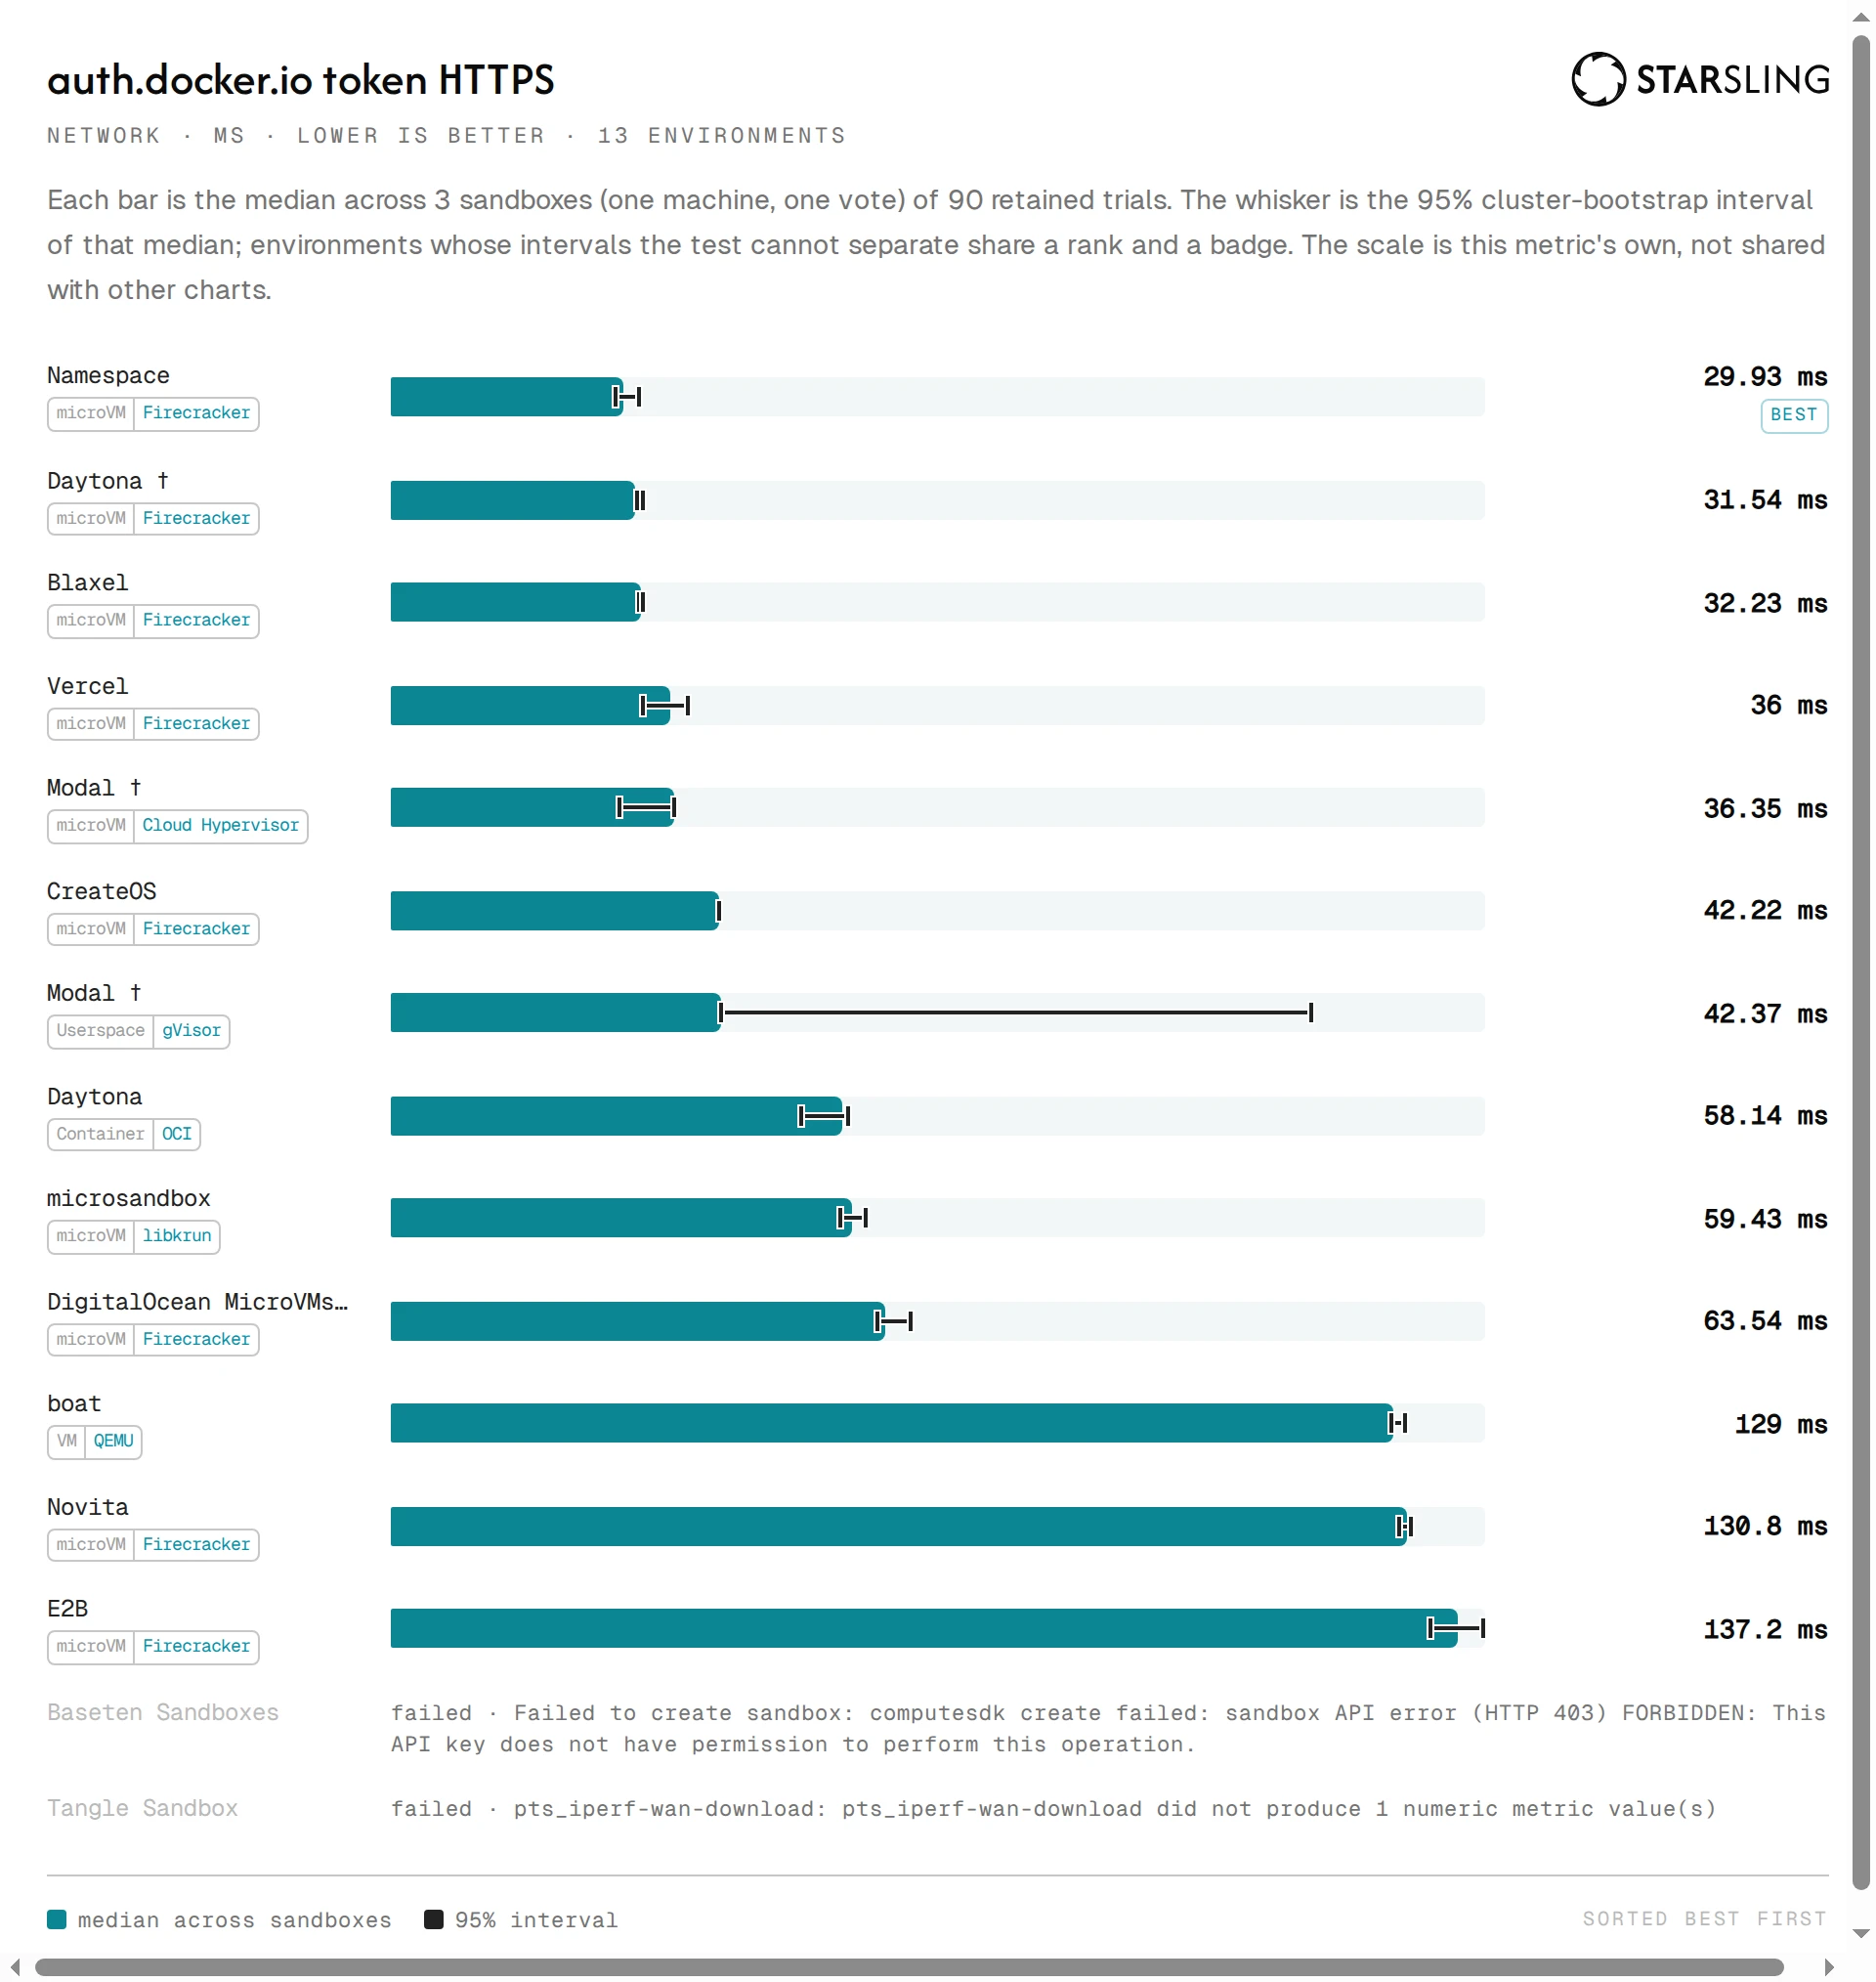 auth.docker.io token HTTPS
STARSLING
NETWORK · MS · LOWER IS BETTER · 13 ENVIRONMENTS
Each bar is the median across 3 sandboxes (one machine, one vote) of 90 retained trials. The whisker is the 95% cluster-bootstrap interval
of that median; environments whose intervals the test cannot separate share a rank and a badge. The scale is this metric's own, not shared
with other charts.
Namespace
microVM Firecracker
29.93 ms
BEST
Daytona †
microVM Firecracker
31.54 ms
Blaxel
microVM Firecracker
32.23 ms
Vercel
microVM Firecracker
36 ms
Modal †
microVM Cloud Hypervisor
36.35 ms
CreateOS
microVM Firecracker
42.22 ms
Modal †
Userspace gVisor
42.37 ms
Daytona
Container OCI
58.14 ms
microsandbox
microVM libkrun
59.43 ms
DigitalOcean MicroVMs…
microVM Firecracker
63.54 ms
boat
VM QEMU
129 ms
Novita
microVM Firecracker
130.8 ms
E2B
microVM Firecracker
137.2 ms
Baseten Sandboxes
failed · Failed to create sandbox: computesdk create failed: sandbox API error (HTTP 403) FORBIDDEN: This
API key does not have permission to perform this operation.
Tangle Sandbox
failed · pts_iperf-wan-download: pts_iperf-wan-download did not produce 1 numeric metric value(s)
median across sandboxes
95% interval
SORTED BEST FIRST